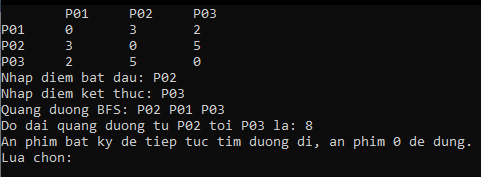 P01 P02 P03
P01 0 3 2
P02 3 0 5
P03 2 5 0
Nhap diem bat dau: P02
Nhap diem ket thuc: P03
Quang duong BFS: P02 P01 P03
Do dai quang duong tu P02 toi P03 la: 8
An phim bat ky de tiep tuc tim duong di, an phim 0 de dung.
Lua chon: